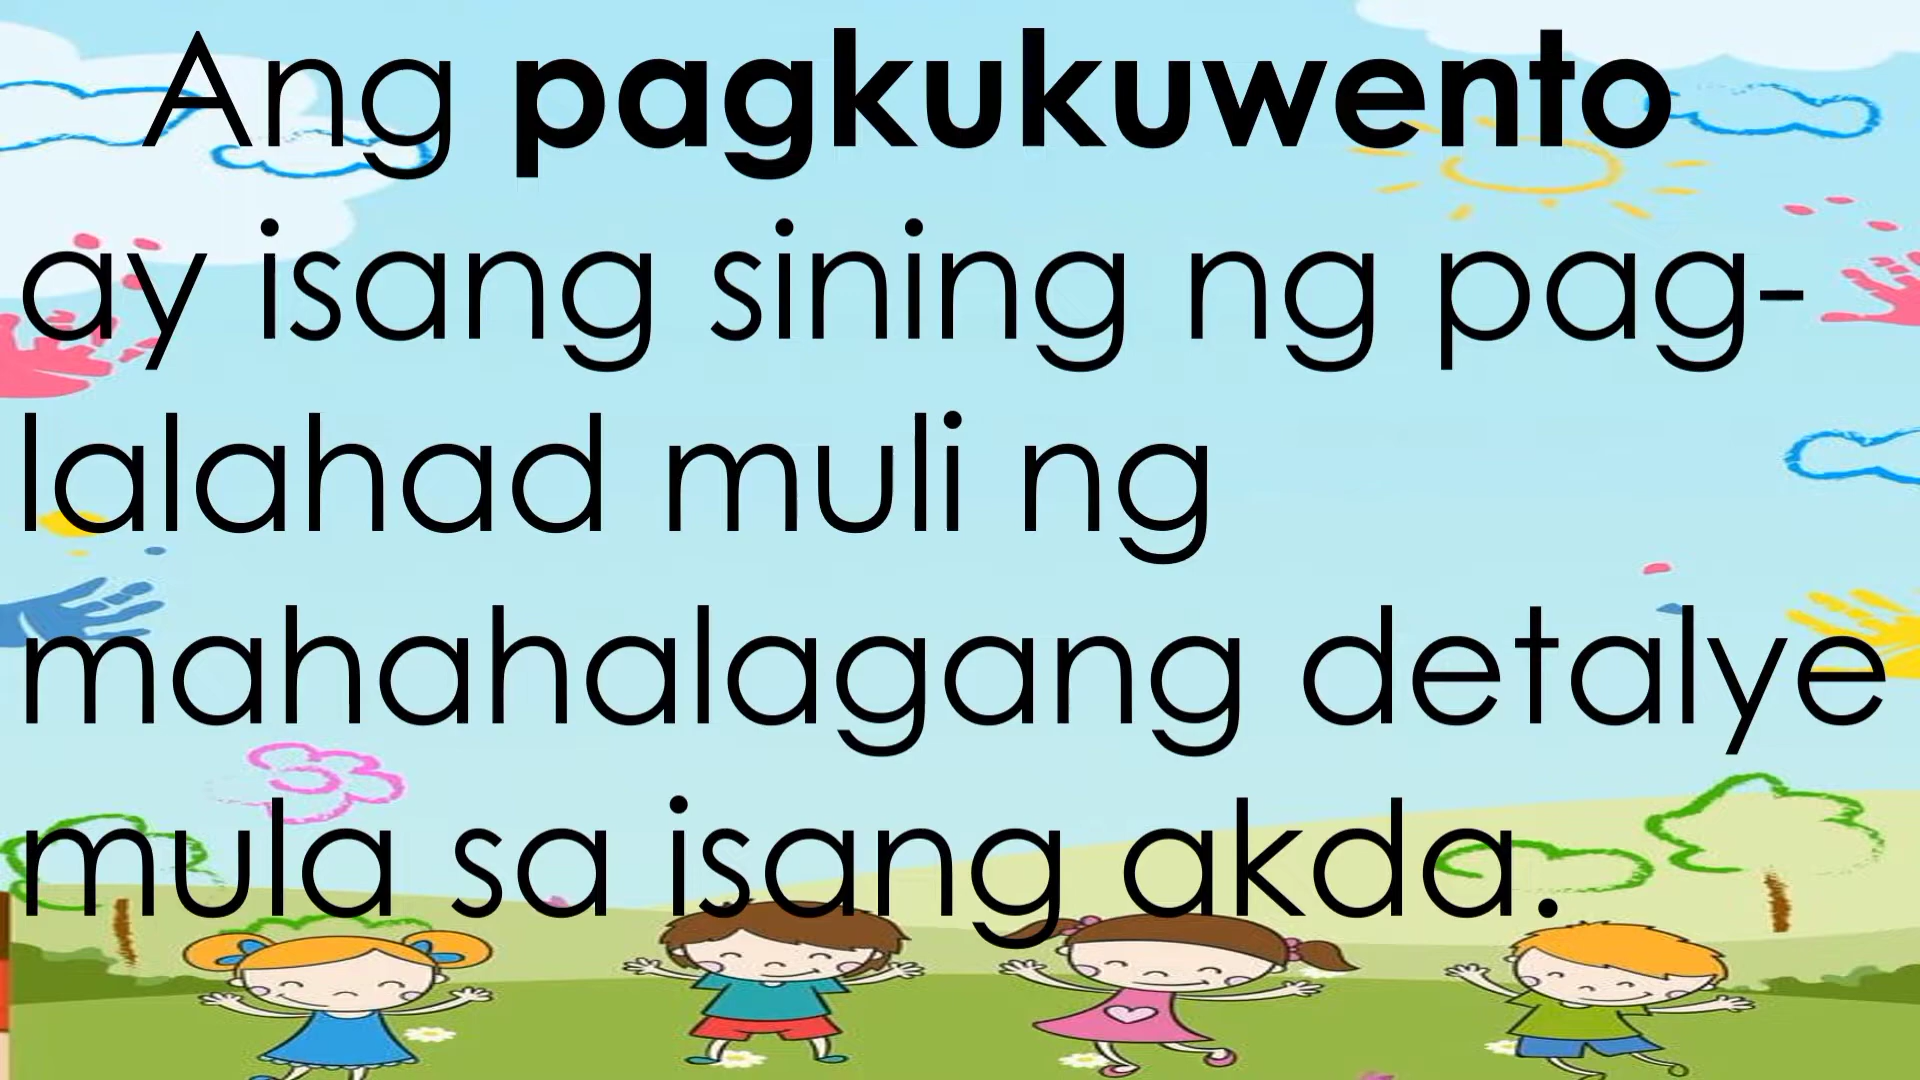 Ang pagkukuwento
ay isang sining ng pag-
lalahad muli ng
mahahalagang detalye
mula sa isang akda.